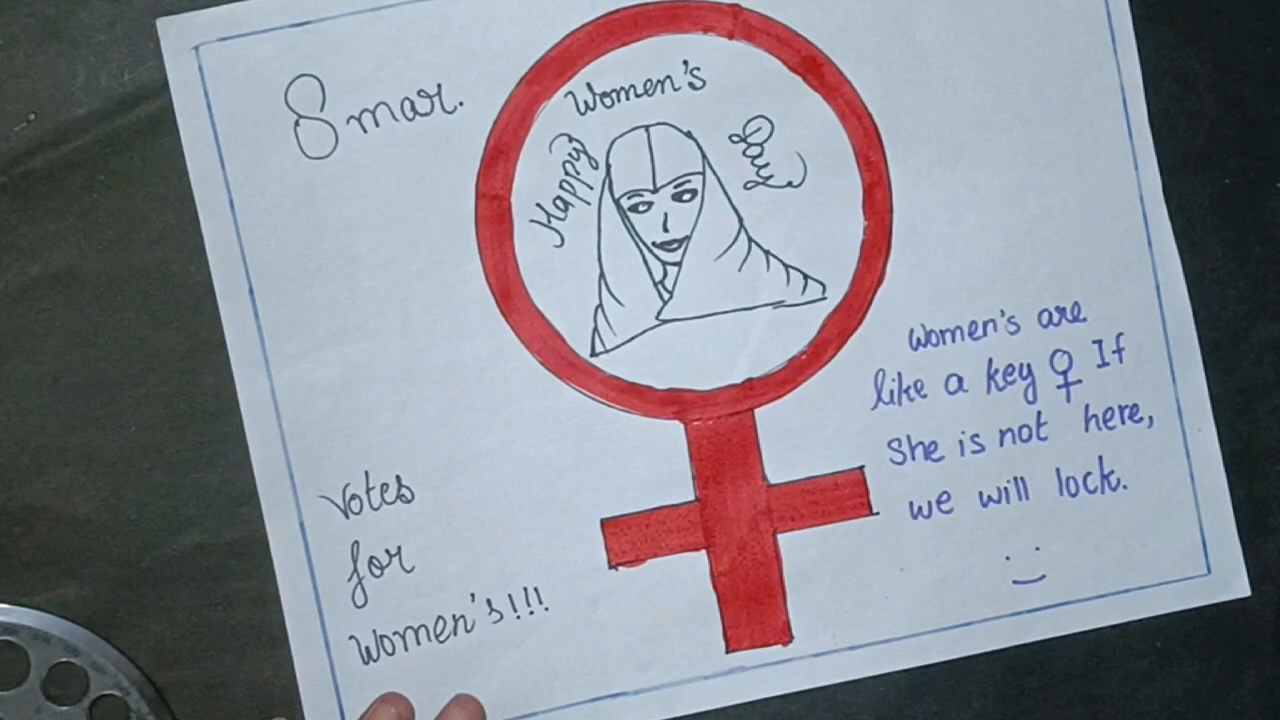 8 mar.
Happy
Women's
Day
Women's are
like a key ♀ If
She is not here,
we will lock.
Votes
for
Women's!!!